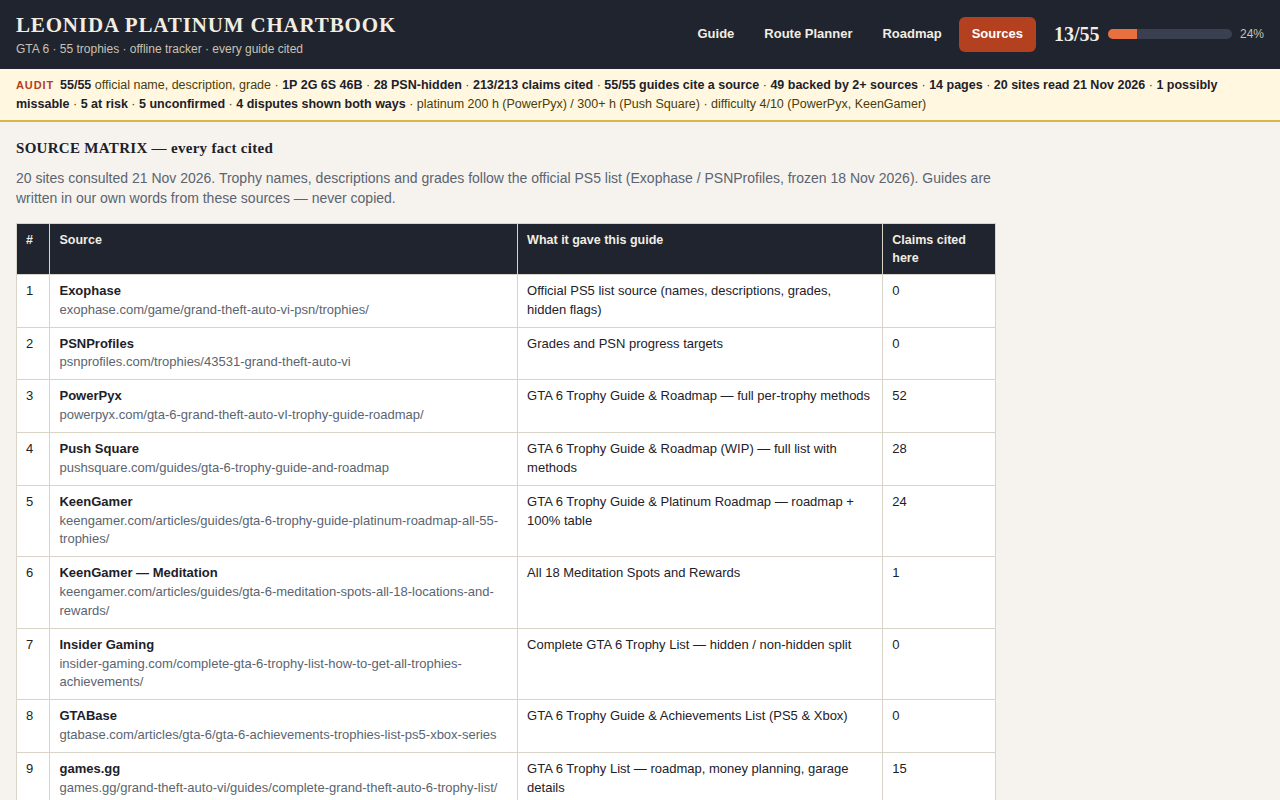 LEONIDA PLATINUM CHARTBOOK
GTA 6 · 55 trophies · offline tracker · every guide cited
Guide
Route Planner
Roadmap
Sources
13/55
24%
AUDIT 55/55 official name, description, grade · 1P 2G 6S 46B · 28 PSN-hidden · 213/213 claims cited · 55/55 guides cite a source · 49 backed by 2+ sources · 14 pages · 20 sites read 21 Nov 2026 · 1 possibly
missable · 5 at risk · 5 unconfirmed · 4 disputes shown both ways · platinum 200 h (PowerPyx) / 300+ h (Push Square) · difficulty 4/10 (PowerPyx, KeenGamer)
SOURCE MATRIX — every fact cited
20 sites consulted 21 Nov 2026. Trophy names, descriptions and grades follow the official PS5 list (Exophase / PSNProfiles, frozen 18 Nov 2026). Guides are
written in our own words from these sources — never copied.
# Source What it gave this guide Claims cited
here
1 Exophase Official PS5 list source (names, descriptions, grades, 0
exophase.com/game/grand-theft-auto-vi-psn/trophies/ hidden flags)
2 PSNProfiles Grades and PSN progress targets 0
psnprofiles.com/trophies/43531-grand-theft-auto-vi
3 PowerPyx GTA 6 Trophy Guide & Roadmap — full per-trophy methods 52
powerpyx.com/gta-6-grand-theft-auto-vI-trophy-guide-roadmap/
4 Push Square GTA 6 Trophy Guide & Roadmap (WIP) — full list with 28
pushsquare.com/guides/gta-6-trophy-guide-and-roadmap methods
5 KeenGamer GTA 6 Trophy Guide & Platinum Roadmap — roadmap + 24
keengamer.com/articles/guides/gta-6-trophy-guide-platinum-roadmap-all-55- 100% table
trophies/
6 KeenGamer — Meditation All 18 Meditation Spots and Rewards 1
keengamer.com/articles/guides/gta-6-meditation-spots-all-18-locations-and-
rewards/
7 Insider Gaming Complete GTA 6 Trophy List — hidden / non-hidden split 0
insider-gaming.com/complete-gta-6-trophy-list-how-to-get-all-trophies-
achievements/
8 GTABase GTA 6 Trophy Guide & Achievements List (PS5 & Xbox) 0
gtabase.com/articles/gta-6/gta-6-achievements-trophies-list-ps5-xbox-series
9 games.gg GTA 6 Trophy List — roadmap, money planning, garage 15
games.gg/grand-theft-auto-vi/guides/complete-grand-theft-auto-6-trophy-list/ details